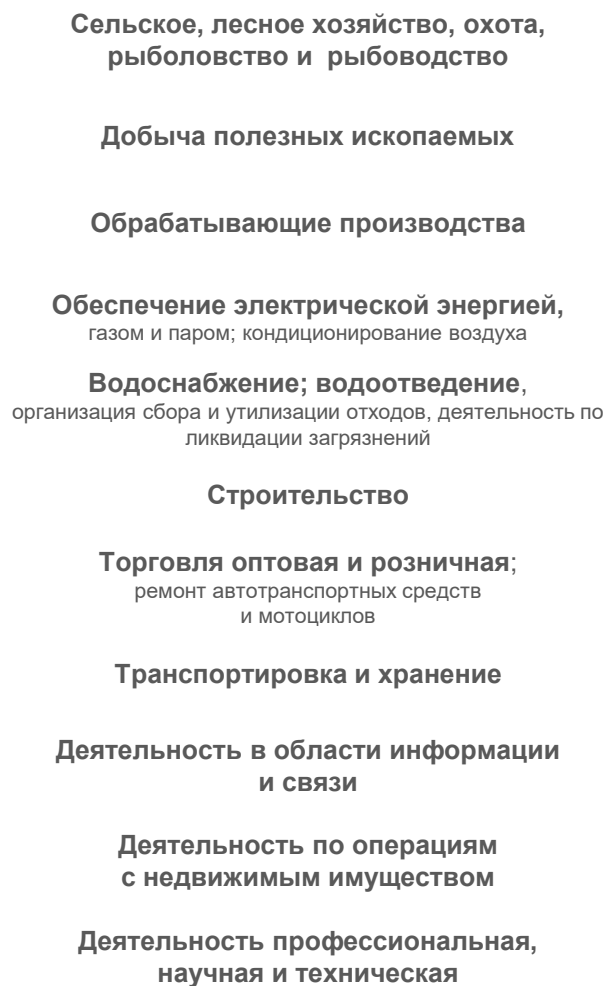 Сельское, лесное хозяйство, охота,
рыболовство и рыбоводство
Добыча полезных ископаемых
Обрабатывающие производства
Обеспечение электрической энергией,
газом и паром; кондиционирование воздуха
Водоснабжение; водоотведение,
организация сбора и утилизации отходов, деятельность по
ликвидации загрязнений
Строительство
Торговля оптовая и розничная;
ремонт автотранспортных средств
и мотоциклов
Транспортировка и хранение
Деятельность в области информации
и связи
Деятельность по операциям
с недвижимым имуществом
Деятельность профессиональная,
научная и техническая